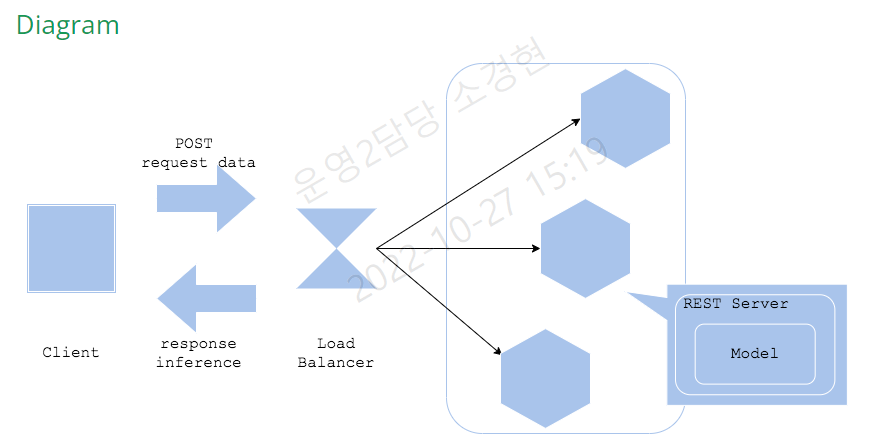 Diagram
운영2담당 소경현
2022-10-27 15:19
POST
request data
Client
response
inference
Load
Balancer
REST Server
Model